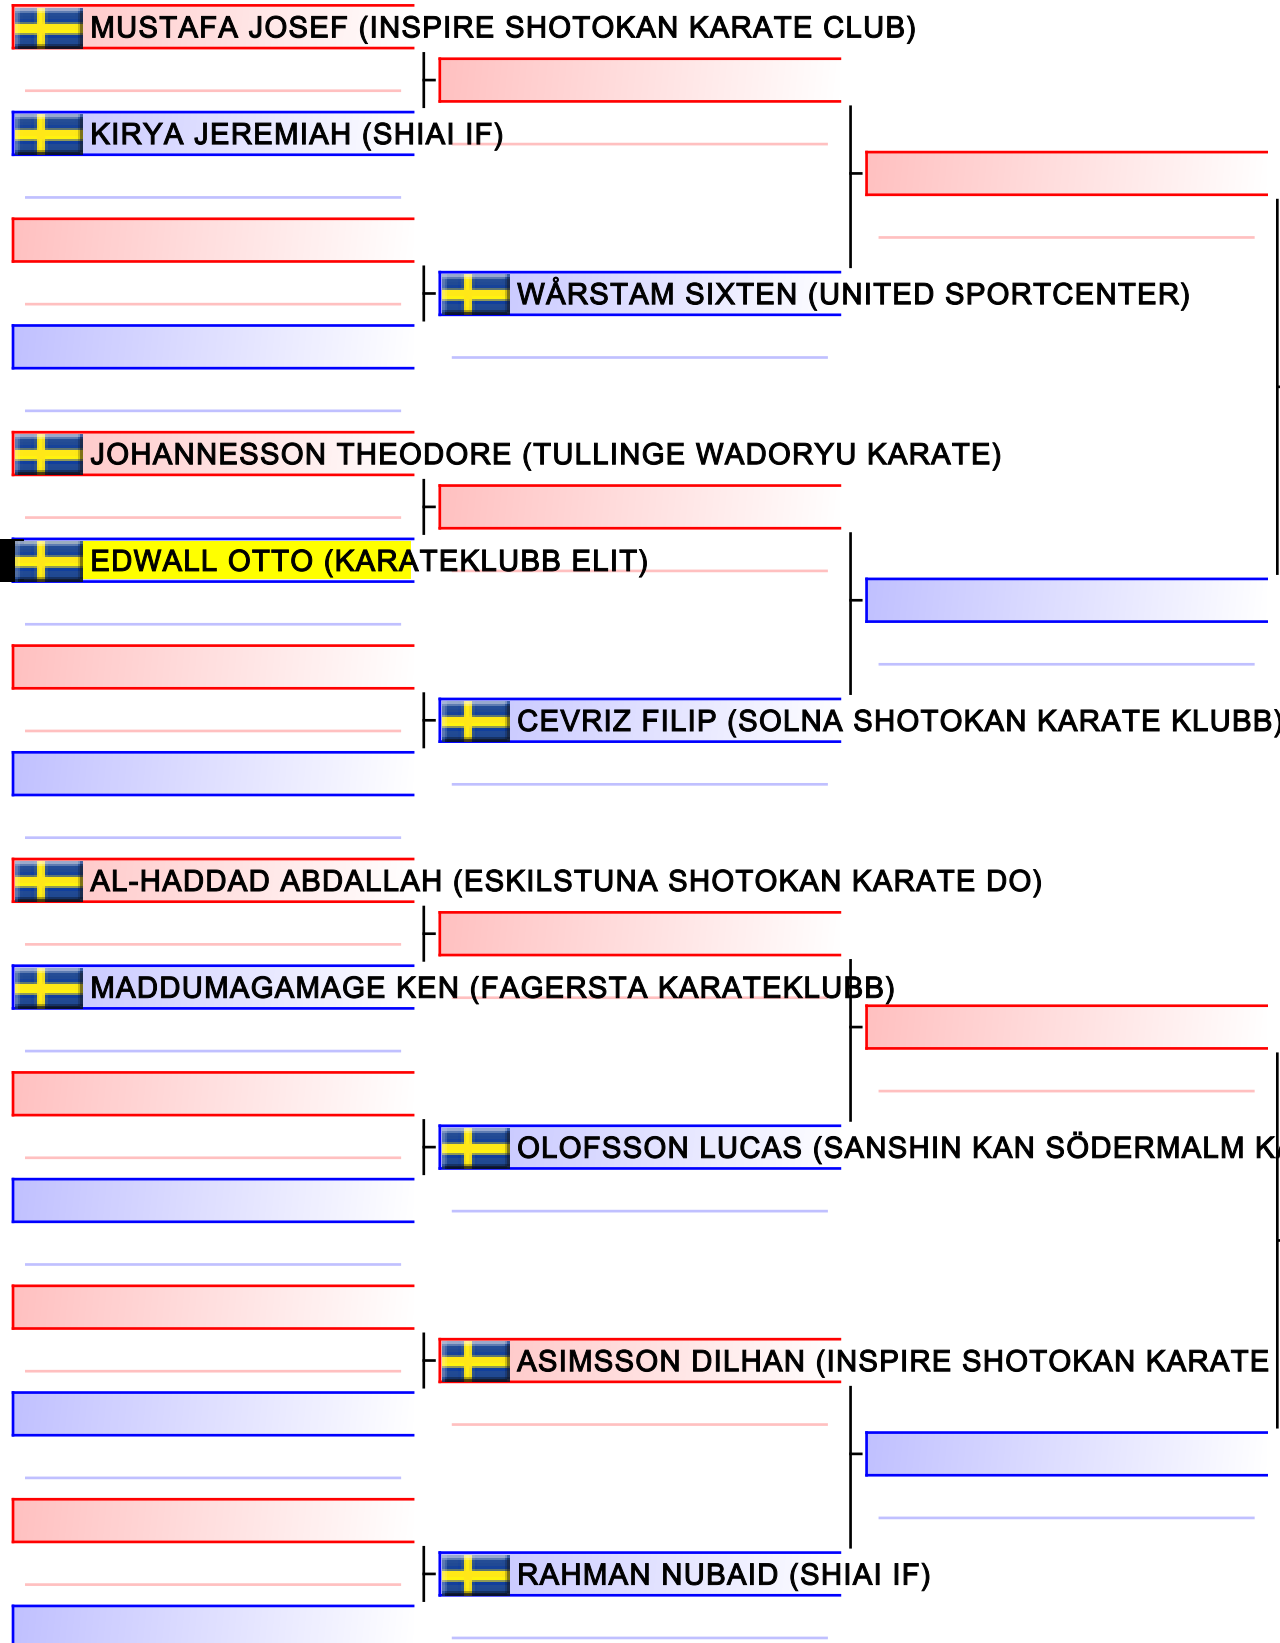 MUSTAFA JOSEF (INSPIRE SHOTOKAN KARATE CLUB)
KIRYA JEREMIAH (SHIAI IF)
WÅRSTAM SIXTEN (UNITED SPORTCENTER)
JOHANNESSON THEODORE (TULLINGE WADORYU KARATE)
EDWALL OTTO (KARATEKLUBB ELIT)
CEVRIZ FILIP (SOLNA SHOTOKAN KARATE KLUBB)
AL-HADDAD ABDALLAH (ESKILSTUNA SHOTOKAN KARATE DO)
MADDUMAGAMAGE KEN (FAGERSTA KARATEKLUBB)
OLOFSSON LUCAS (SANSHIN KAN SÖDERMALM
ASIMSSON DILHAN (INSPIRE SHOTOKAN KARATE
RAHMAN NUBAID (SHIAI IF)